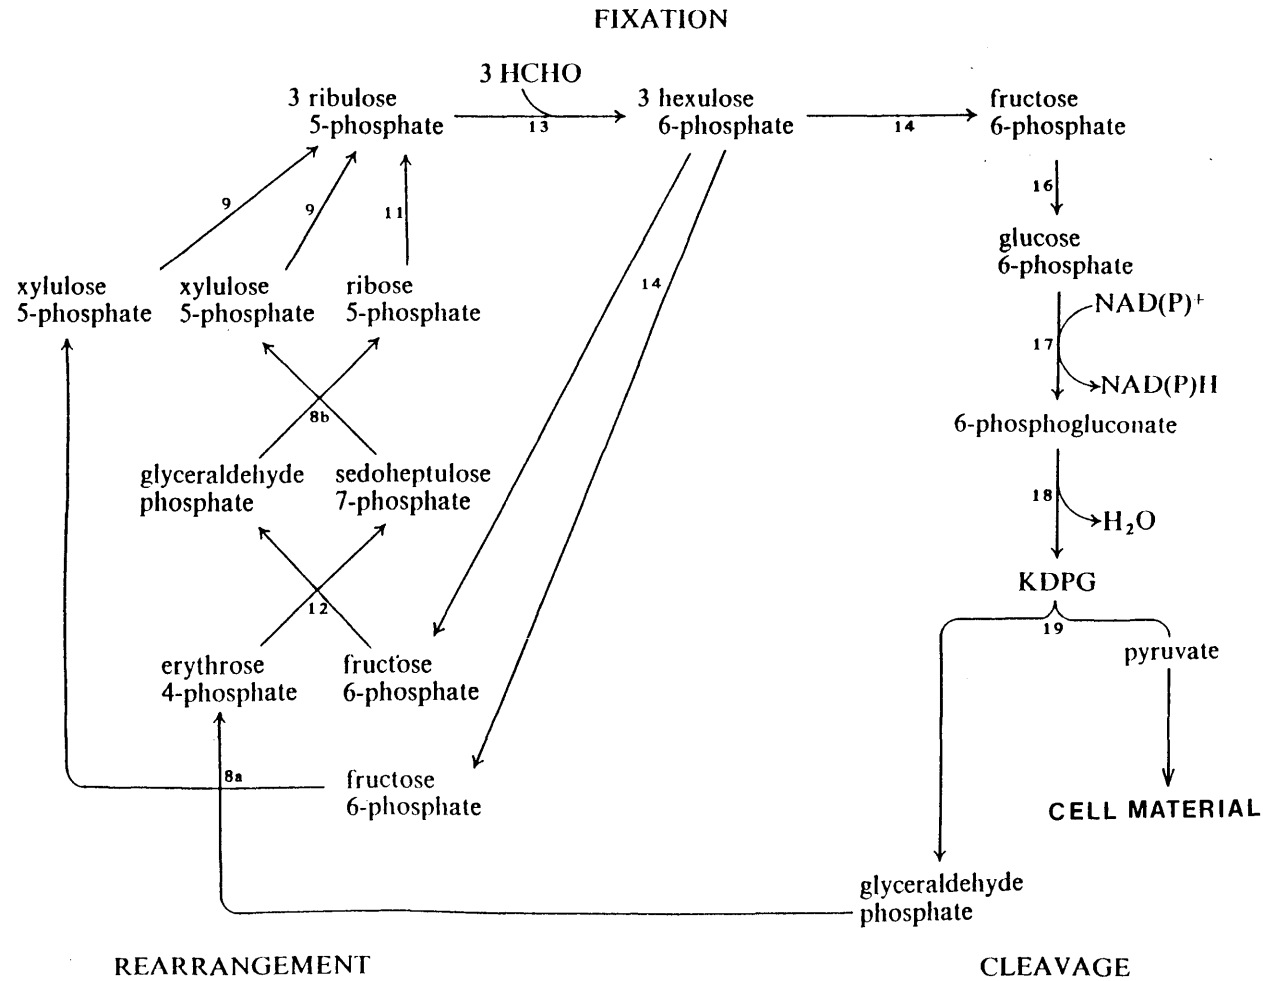 FIXATION
3 HCHO
3 ribulose
5-phosphate
13
3 hexulose
6-phosphate
14
fructose
6-phosphate
9
9
11
14
16
glucose
6-phosphate
xylulose
5-phosphate
xylulose
5-phosphate
ribose
5-phosphate
NAD(P)+
17
NAD(P)H
8b
6-phosphogluconate
glyceraldehyde
phosphate
sedoheptulose
7-phosphate
18
H₂O
12
KDPG
19
erythrose
4-phosphate
fructose
6-phosphate
pyruvate
8a
fructose
6-phosphate
CELL MATERIAL
glyceraldehyde
phosphate
REARRANGEMENT
CLEAVAGE